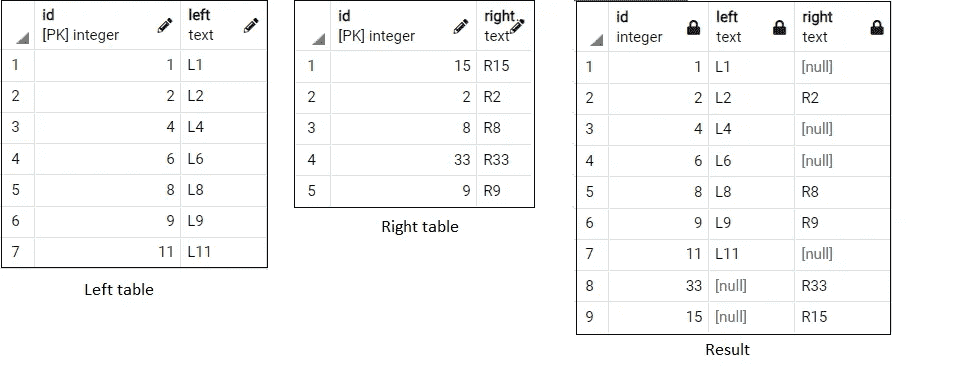 id left
[PK] integer text
1 1 L1
2 2 L2
3 4 L4
4 6 L6
5 8 L8
6 9 L9
7 11 L11
Left table
id right
[PK] integer text
1 15 R15
2 2 R2
3 8 R8
4 33 R33
5 9 R9
Right table
id left right
integer text text
1 1 L1 [null]
2 2 L2 R2
3 4 L4 [null]
4 6 L6 [null]
5 8 L8 R8
6 9 L9 R9
7 11 L11 [null]
8 33 [null] R33
9 15 [null] R15
Result